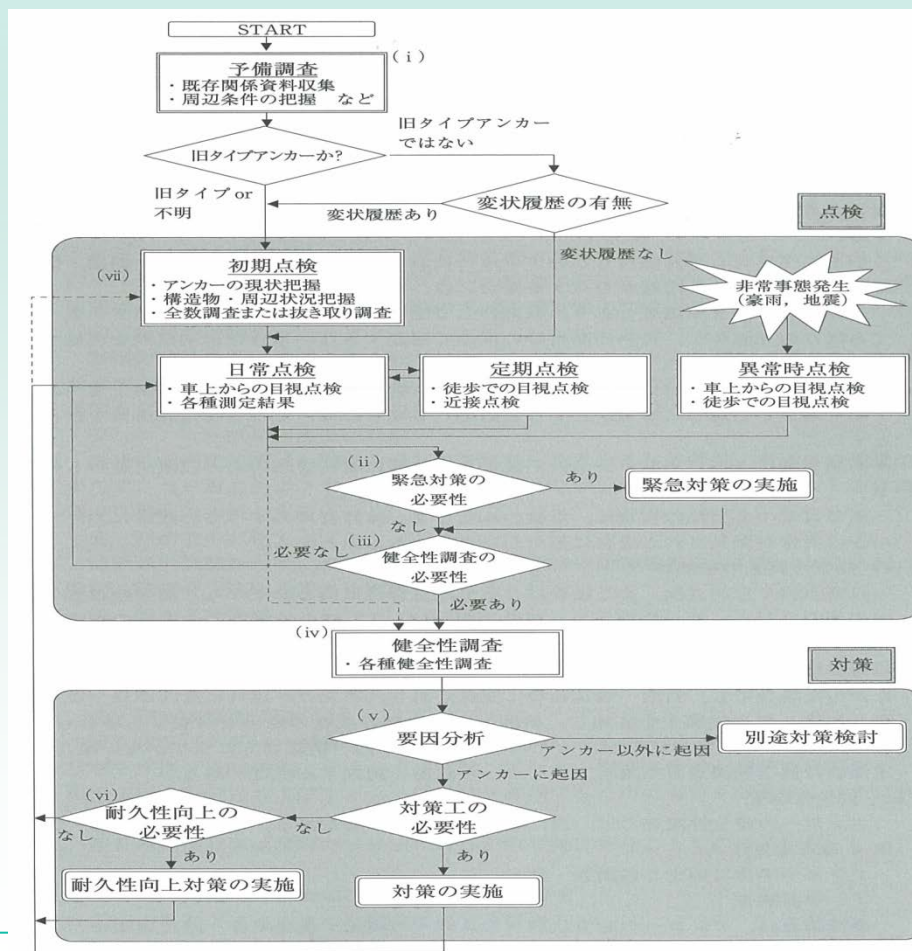 START
(i)
予備調査
・既存関係資料収集
・周辺条件の把握 など
旧タイプアンカーか?
旧タイプアンカー
ではない
旧タイプor
不明
変状履歴の有無
変状履歴あり
変状履歴なし
点検
(vii)
初期点検
・アンカーの現状把握
・構造物・周辺状況把握
・全数調査または抜き取り調査
非常事態発生
(豪雨，地震)
日常点検
・車上からの目視点検
・各種測定結果
定期点検
・徒歩での目視点検
・近接点検
異常時点検
・車上からの目視点検
・徒歩での目視点検
(ii)
緊急対策の
必要性
あり
緊急対策の実施
なし
(iii)
必要なし
健全性調査の
必要性
必要あり
(iv)
健全性調査
・各種健全性調査
対策
(v)
要因分析
アンカー以外に起因
別途対策検討
アンカーに起因
(vi)
耐久性向上の
必要性
なし
対策工の
必要性
なし
あり
あり
耐久性向上対策の実施
対策の実施